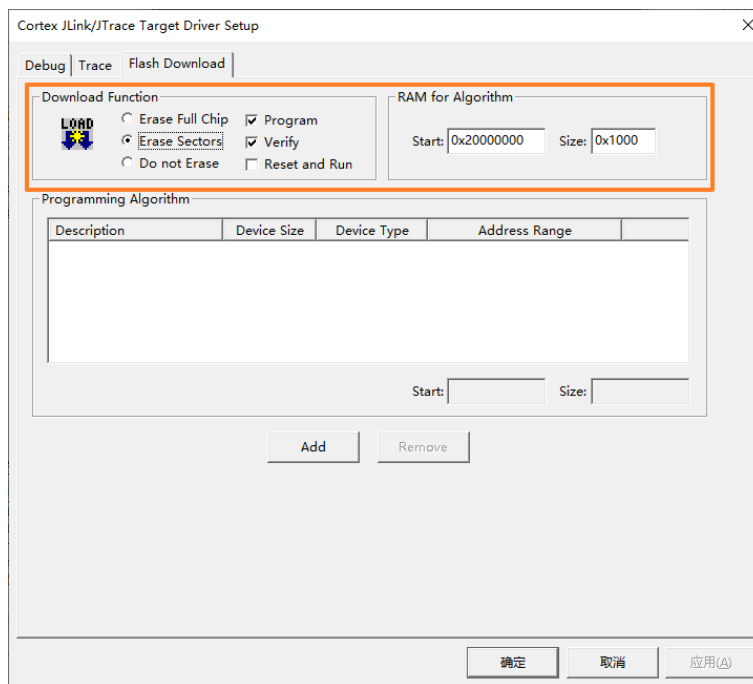 Cortex JLink/JTrace Target Driver Setup
Debug Trace Flash Download
Download Function
LOAD
Erase Full Chip Program
Erase Sectors Verify
Do not Erase Reset and Run
RAM for Algorithm
Start: 0x20000000 Size: 0x1000
Programming Algorithm
Description Device Size Device Type Address Range
Start: Size:
Add Remove
确定 取消 应用(A)